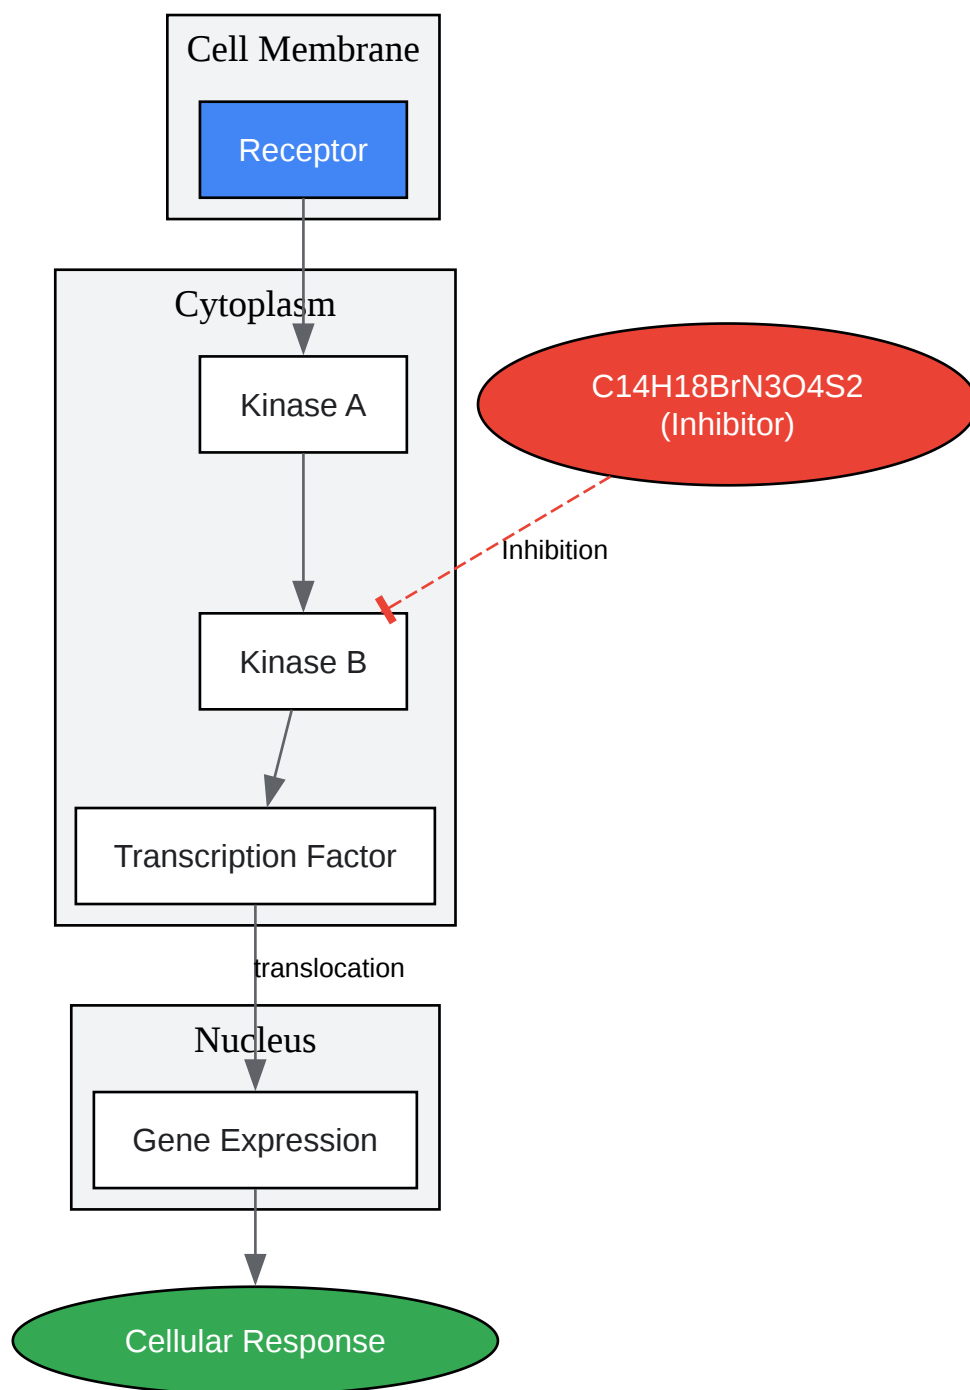 Cell Membrane
Receptor
Cytoplasm
Kinase A
C14H18BrN3O4S2
(Inhibitor)
Inhibition
Kinase B
Transcription Factor
translocation
Nucleus
Gene Expression
Cellular Response